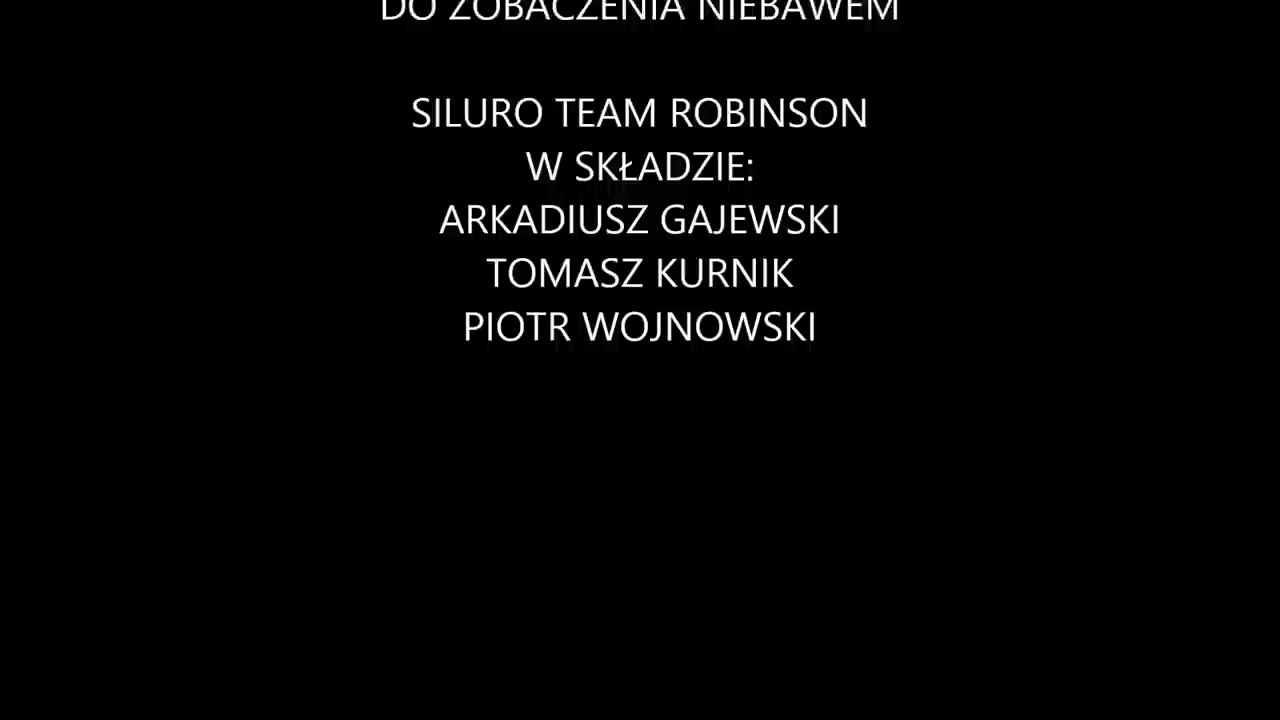 DO ZOBACZENIA NIEBAWEM
SILURO TEAM ROBINSON
W SKŁADZIE:
ARKADIUSZ GAJEWSKI
TOMASZ KURNIK
PIOTR WOJNOWSKI